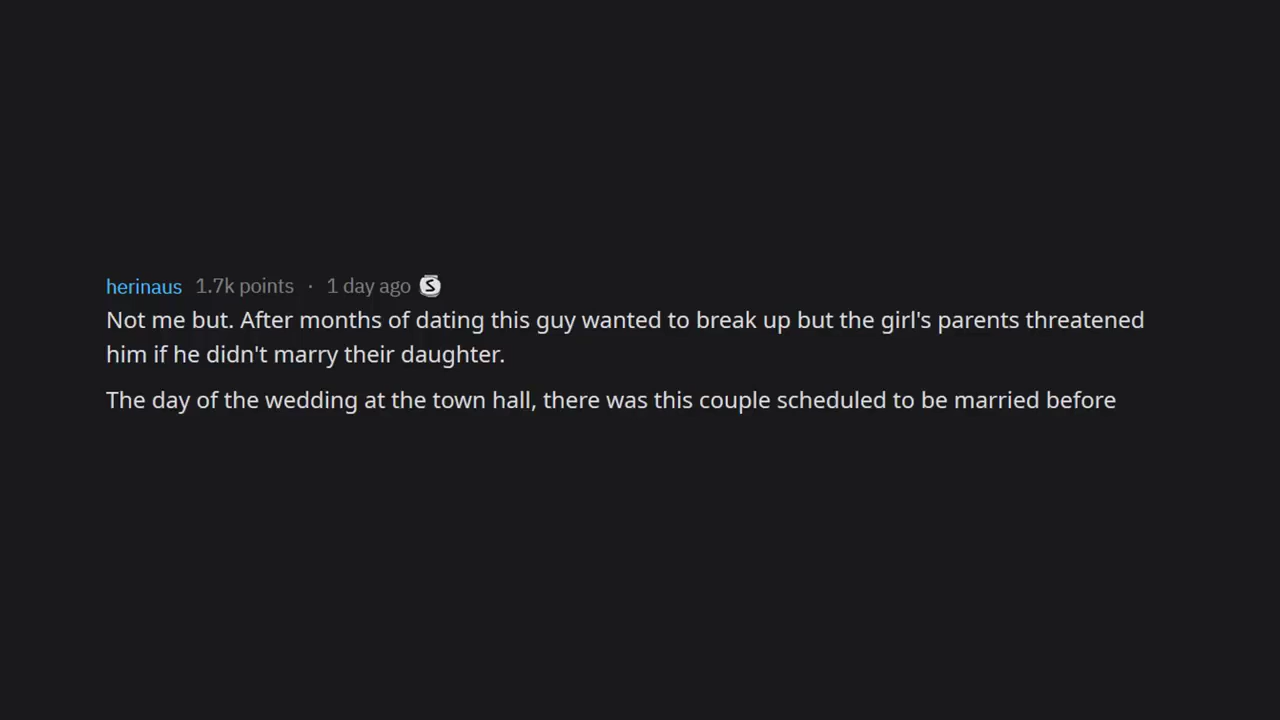 herinaus 1.7k points · 1 day ago S
Not me but. After months of dating this guy wanted to break up but the girl's parents threatened
him if he didn't marry their daughter.
The day of the wedding at the town hall, there was this couple scheduled to be married before